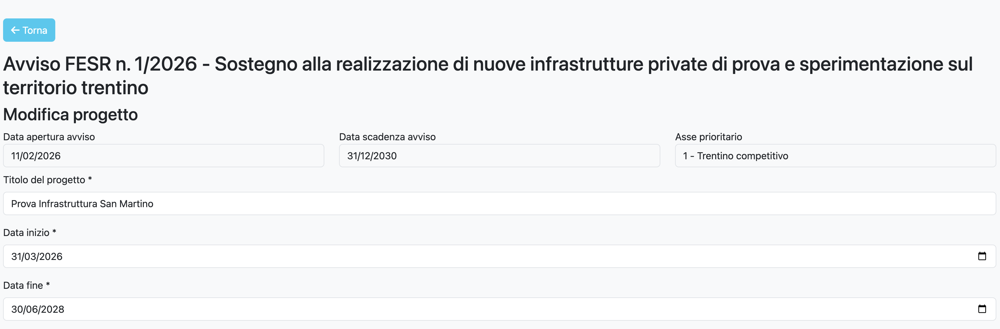 Torna
Avviso FESR n. 1/2026 - Sostegno alla realizzazione di nuove infrastrutture private di prova e sperimentazione sul
territorio trentino
Modifica progetto
Data apertura avviso
11/02/2026
Data scadenza avviso
31/12/2030
Asse prioritario
1 - Trentino competitivo
Titolo del progetto *
Prova Infrastruttura San Martino
Data inizio *
31/03/2026
Data fine *
30/06/2028